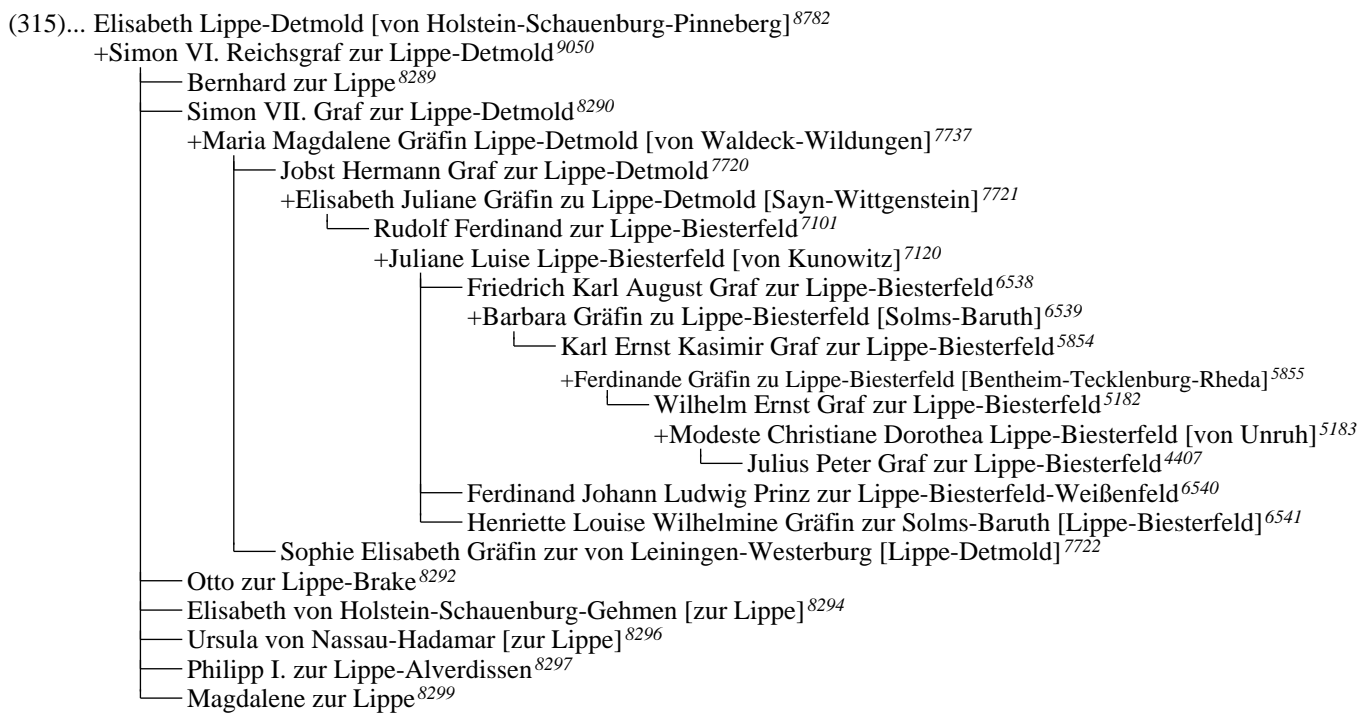 (315)... Elisabeth Lippe-Detmold [von Holstein-Schauenburg-Pinneberg]8782
+Simon VI. Reichsgraf zur Lippe-Detmold9050
Bernhard zur Lippe8289
Simon VII. Graf zur Lippe-Detmold8290
+Maria Magdalene Gräfin Lippe-Detmold [von Waldeck-Wildungen]7737
Jobst Hermann Graf zur Lippe-Detmold7720
+Elisabeth Juliane Gräfin zu Lippe-Detmold [Sayn-Wittgenstein]7721
Rudolf Ferdinand zur Lippe-Biesterfeld7101
+Juliane Luise Lippe-Biesterfeld [von Kunowitz]7120
Friedrich Karl August Graf zur Lippe-Biesterfeld6538
+Barbara Gräfin zu Lippe-Biesterfeld [Solms-Baruth]6539
Karl Ernst Kasimir Graf zur Lippe-Biesterfeld5854
+Ferdinande Gräfin zu Lippe-Biesterfeld [Bentheim-Tecklenburg-Rheda]5855
Wilhelm Ernst Graf zur Lippe-Biesterfeld5182
+Modeste Christiane Dorothea Lippe-Biesterfeld [von Unruh]5183
Julius Peter Graf zur Lippe-Biesterfeld4407
Ferdinand Johann Ludwig Prinz zur Lippe-Biesterfeld-Weißenfeld6540
Henriette Louise Wilhelmine Gräfin zur Solms-Baruth [Lippe-Biesterfeld]6541
Sophie Elisabeth Gräfin zur von Leiningen-Westerburg [Lippe-Detmold]7722
Otto zur Lippe-Brake8292
Elisabeth von Holstein-Schauenburg-Gehmen [zur Lippe]8294
Ursula von Nassau-Hadamar [zur Lippe]8296
Philipp I. zur Lippe-Alverdissen8297
Magdalene zur Lippe8299